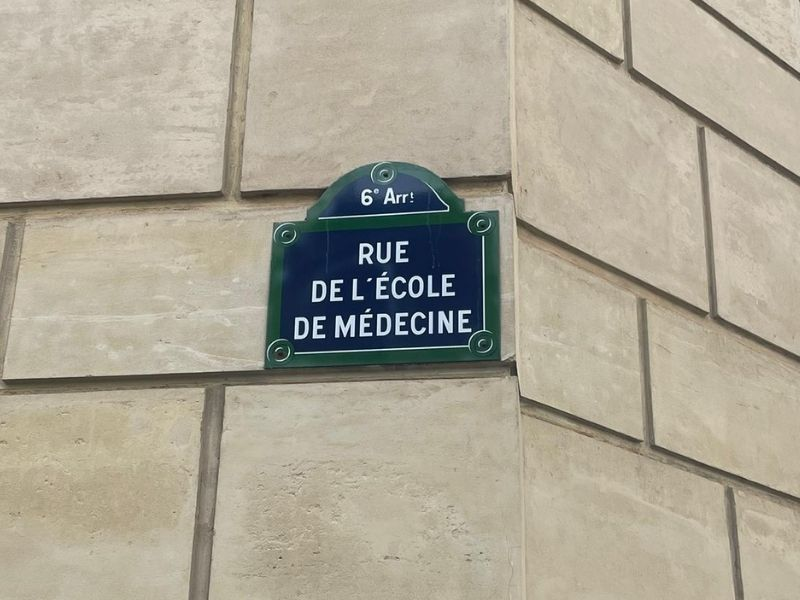 6e Arrt
RUE
DE L'ÉCOLE
DE MÉDECINE